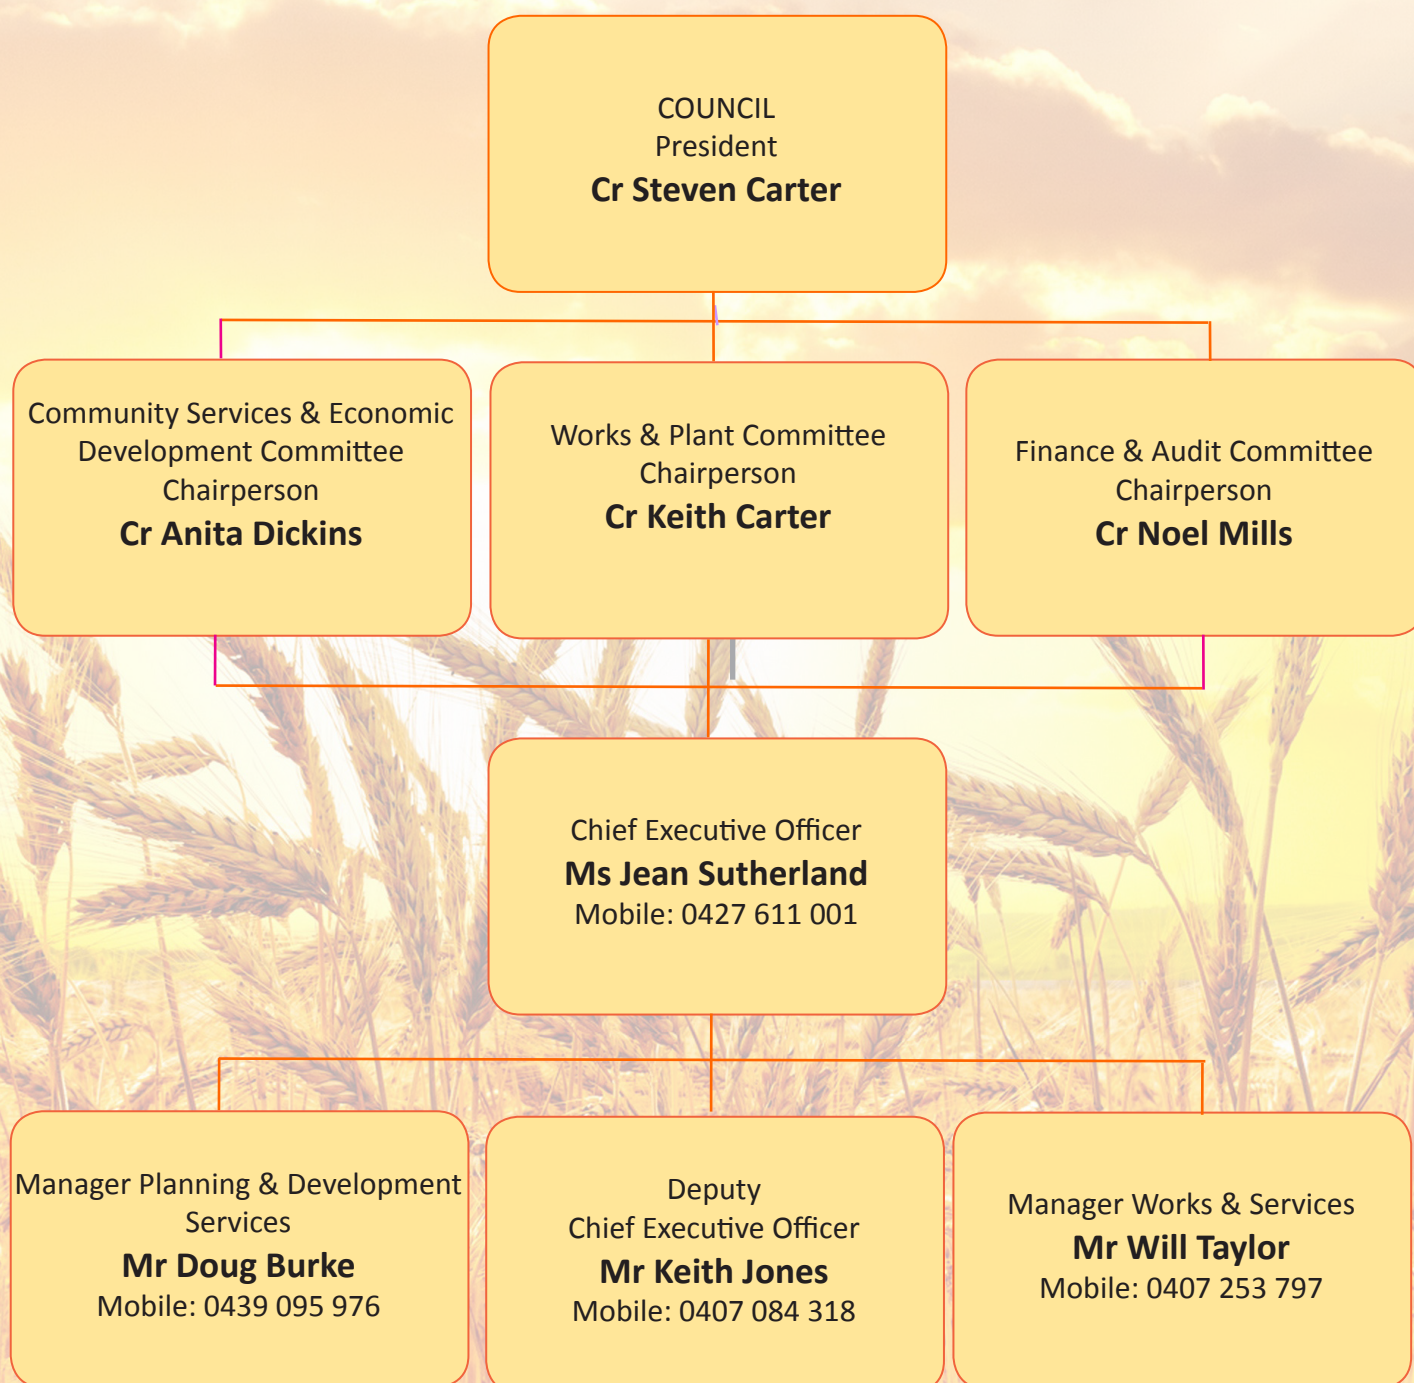 COUNCIL
President
Cr Steven Carter
Community Services & Economic
Development Committee
Chairperson
Cr Anita Dickins
Works & Plant Committee
Chairperson
Cr Keith Carter
Finance & Audit Committee
Chairperson
Cr Noel Mills
Chief Executive Officer
Ms Jean Sutherland
Mobile: 0427 611 001
Manager Planning & Development
Services
Mr Doug Burke
Mobile: 0439 095 976
Deputy
Chief Executive Officer
Mr Keith Jones
Mobile: 0407 084 318
Manager Works & Services
Mr Will Taylor
Mobile: 0407 253 797